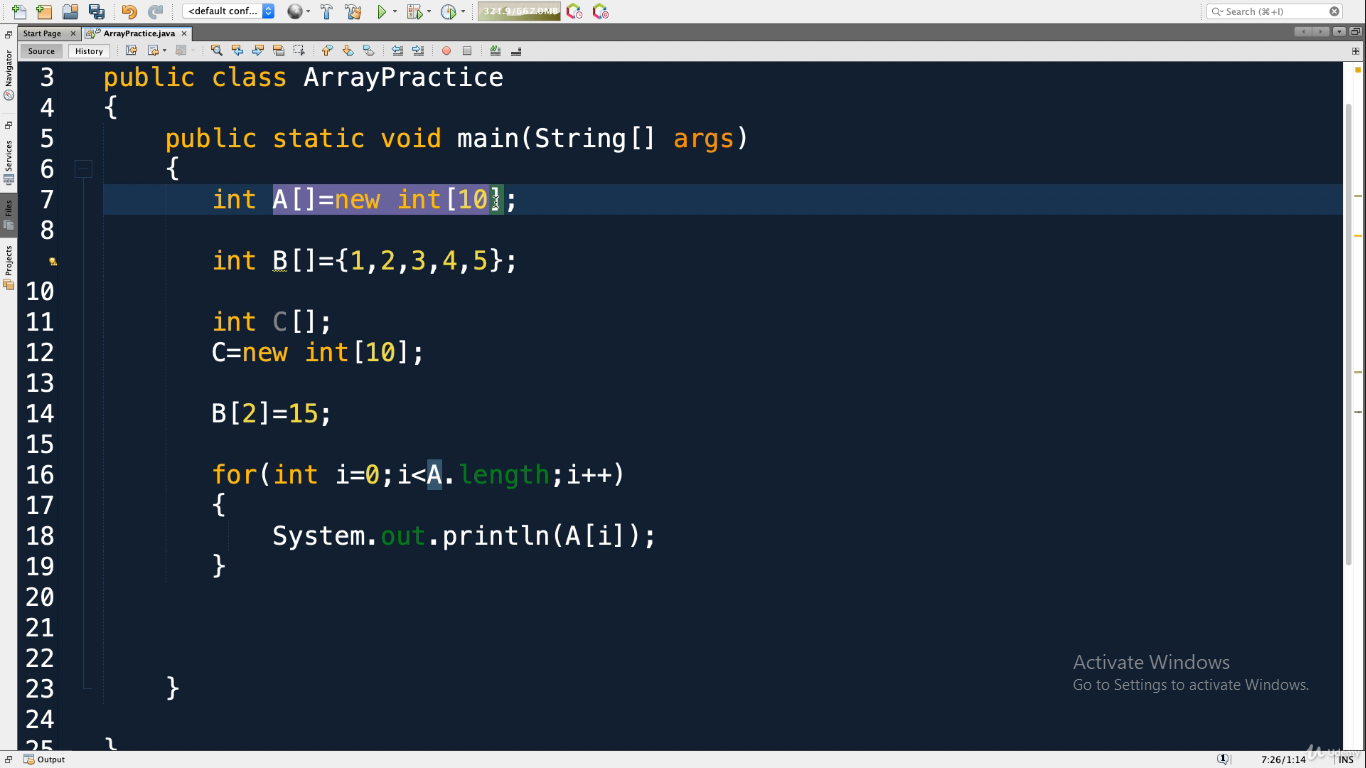 <default conf...
321.9/667.0MB
Search (⌘+I)
Start Page
ArrayPractice.java
Source
History
Navigator
Services
Files
Projects
3 public class ArrayPractice
4 {
5 public static void main(String[] args)
6 {
7 int A[]=new int[10];
8
int B[]={1,2,3,4,5};
10
11 int C[];
12 C=new int[10];
13
14 B[2]=15;
15
16 for(int i=0;i<A.length;i++)
17 {
18 System.out.println(A[i]);
19 }
20
21
22
23 }
24
25 }
Activate Windows
Go to Settings to activate Windows.
Udemy
Output
1
7:26/1:14
INS